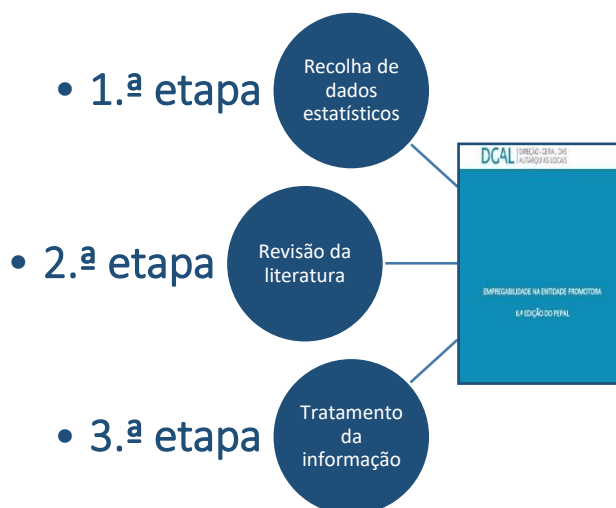 • 1.ª etapa
Recolha de
dados
estatísticos
• 2.ª etapa
Revisão da
literatura
• 3.ª etapa
Tratamento
da
informação
DGAL DIREÇÃO-GERAL DAS
AUTARQUIAS LOCAIS
EMPREGABILIDADE NA ENTIDADE PROMOTORA
6.ª EDIÇÃO DO PEPAL